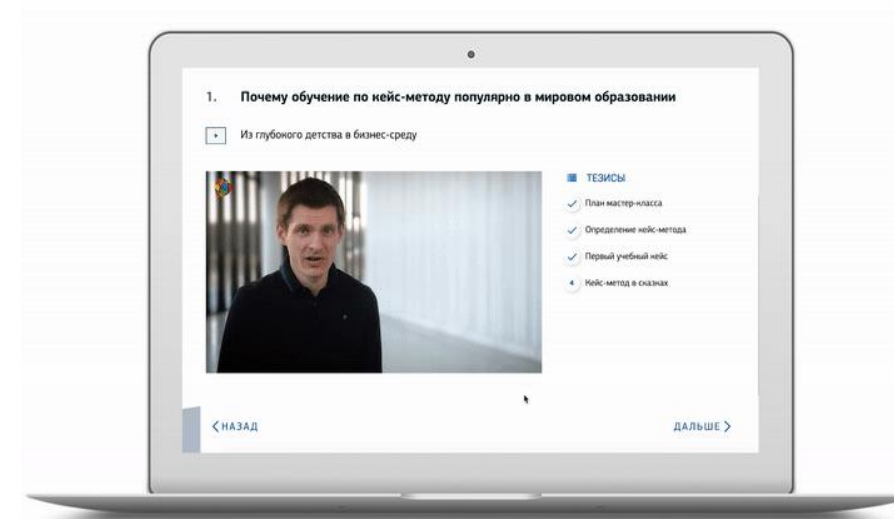 1. Почему обучение по кейс-методу популярно в мировом образовании
Из глубокого детства в бизнес-среду
ТЕЗИСЫ
План мастер-класса
Определение кейс-метода
Первый учебный кейс
4 Кейс-метод в сказках
НАЗАД
ДАЛЬШЕ